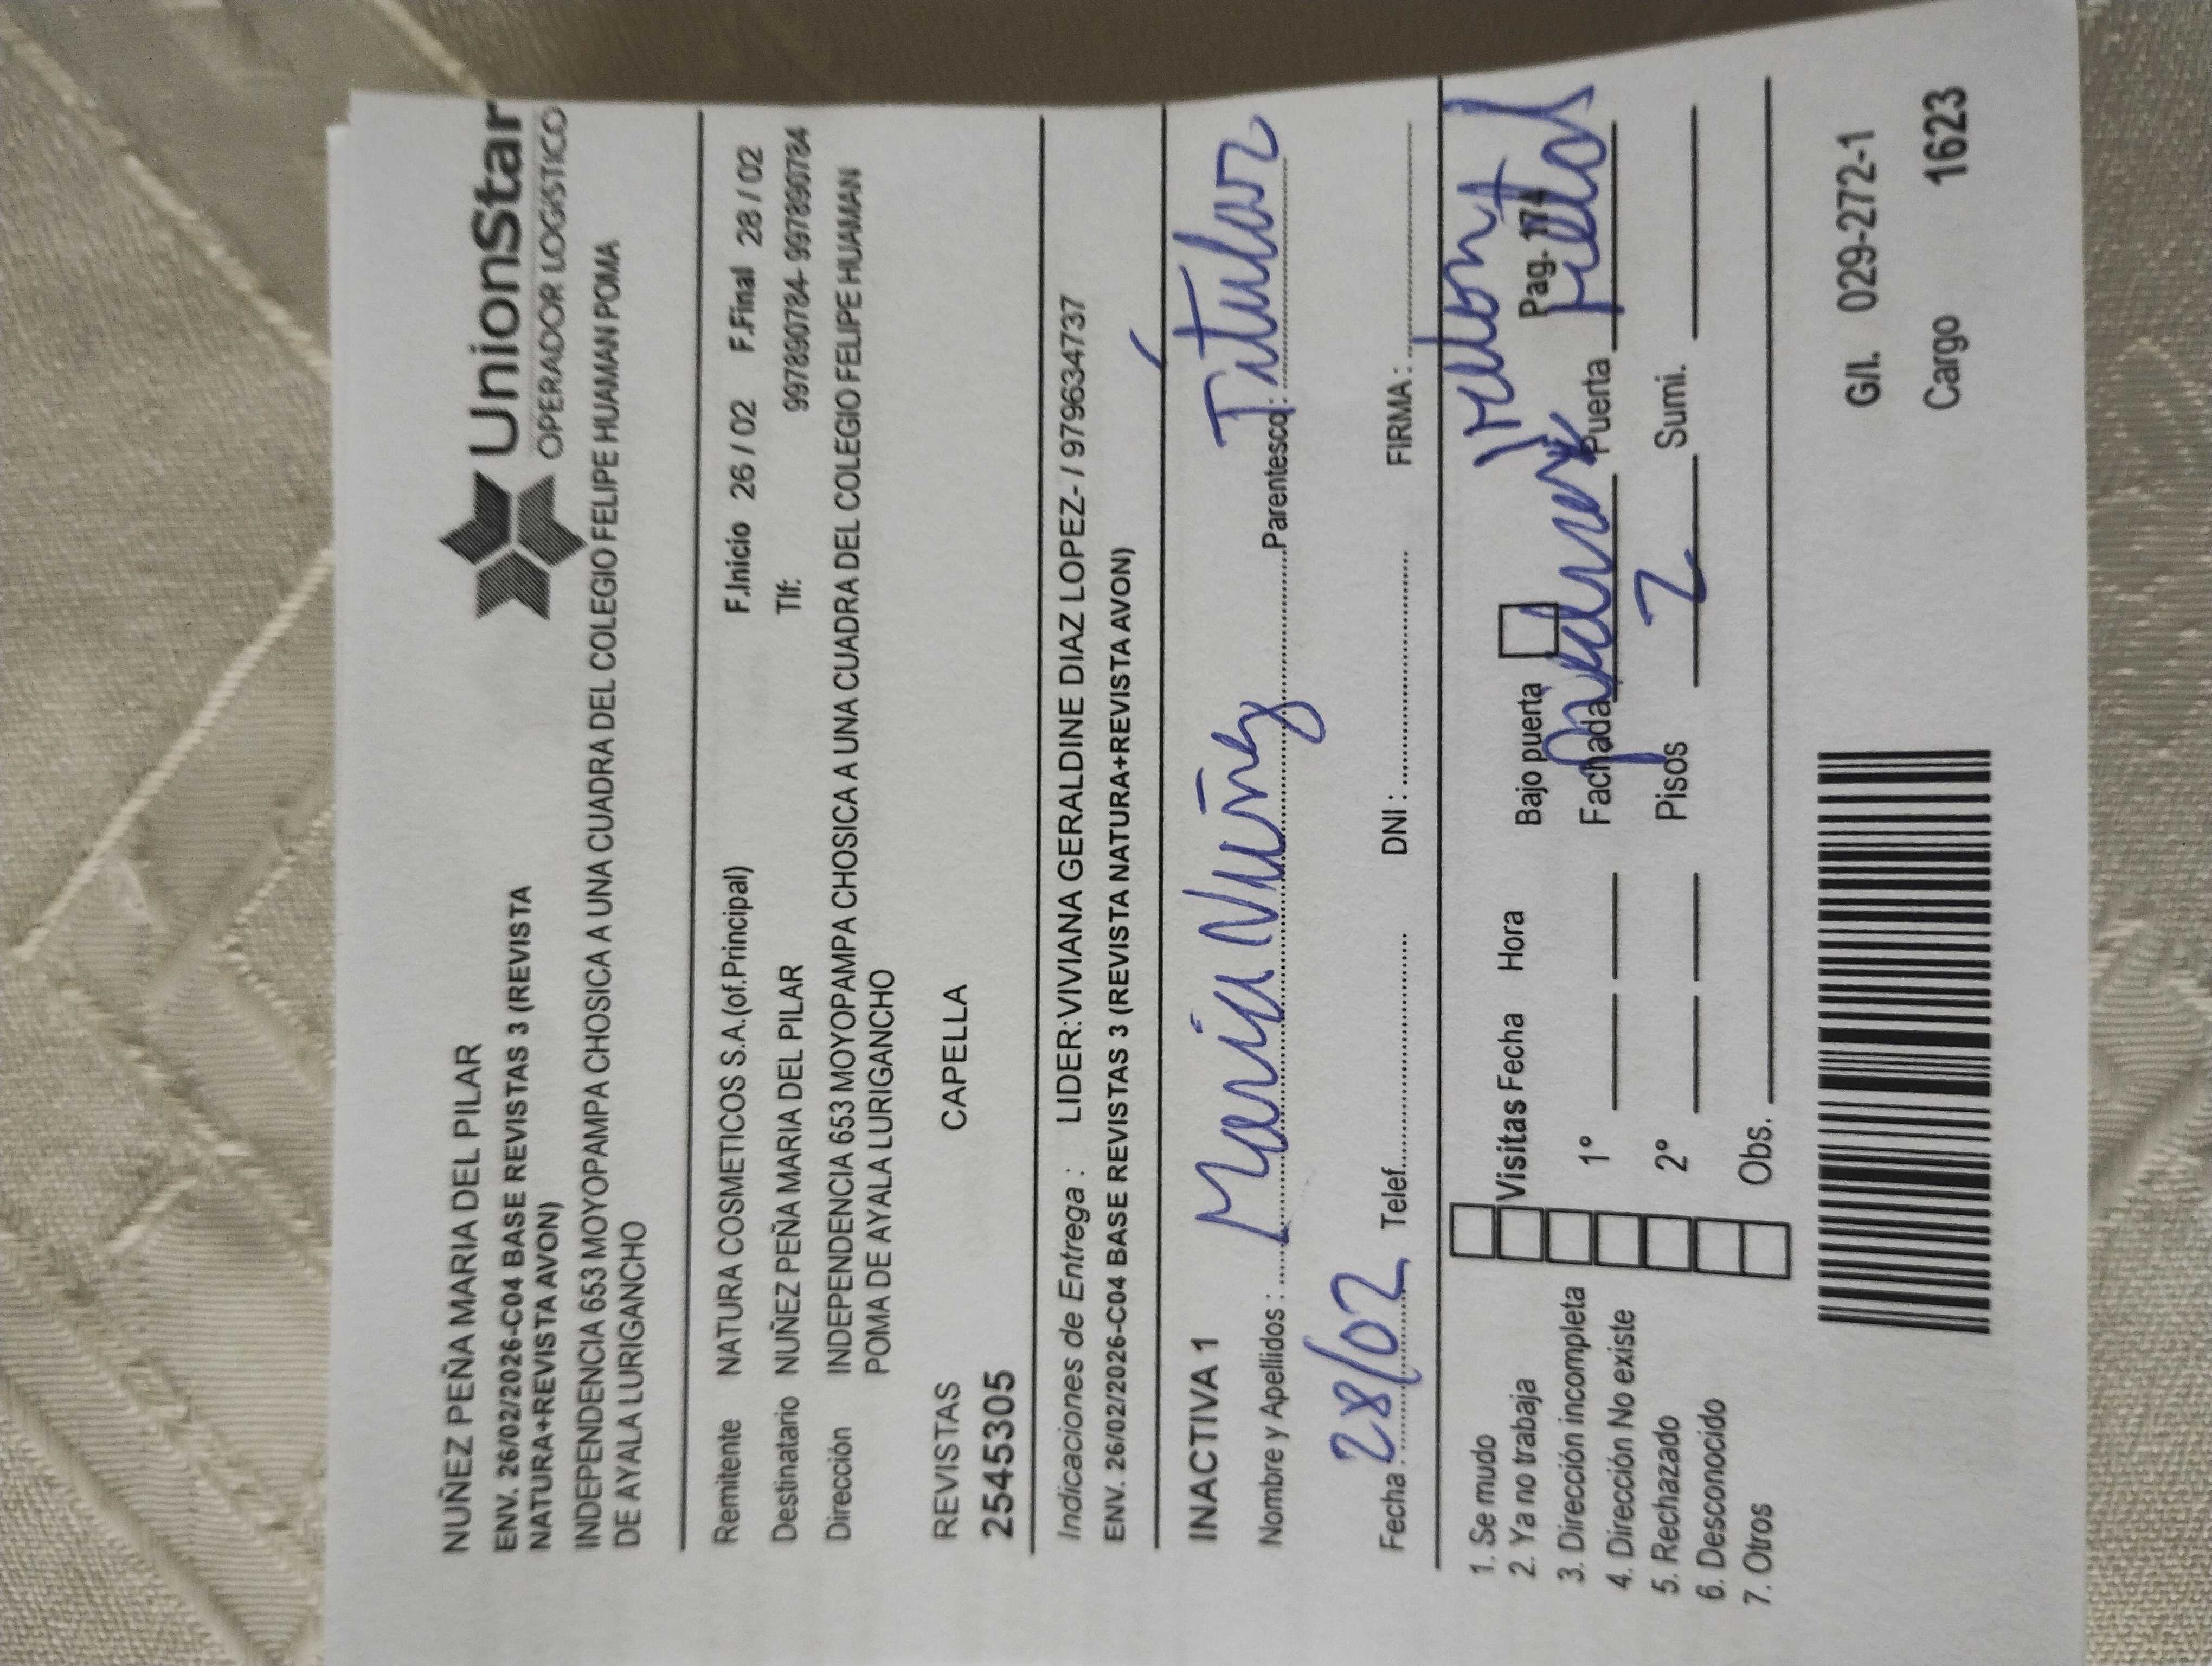 NUÑEZ PEÑA MARIA DEL PILAR
UnionStar
OPERADOR LOGISTICO
ENV. 26/02/2026-C04 BASE REVISTAS 3 (REVISTA
NATURA+REVISTA AVON)
INDEPENDENCIA 653 MOYOPAMPA CHOSICA A UNA CUADRA DEL COLEGIO FELIPE HUAMAN POMA
DE AYALA LURIGANCHO
Remitente NATURA COSMETICOS S.A.(of.Principal) F.Inicio 26 / 02 F.Final 28 / 02
Destinatario NUÑEZ PEÑA MARIA DEL PILAR Tlf: 997890784- 997890784
Dirección INDEPENDENCIA 653 MOYOPAMPA CHOSICA A UNA CUADRA DEL COLEGIO FELIPE HUAMAN
POMA DE AYALA LURIGANCHO
REVISTAS CAPELLA
2545305
Indicaciones de Entrega : LIDER:VIVIANA GERALDINE DIAZ LOPEZ- / 979634737
ENV. 26/02/2026-C04 BASE REVISTAS 3 (REVISTA NATURA+REVISTA AVON)
INACTIVA 1
Nombre y Apellidos : María Nuñez Parentesco : Titular
Fecha : 28/02 Telef. DNI : FIRMA :
1. Se mudo
2. Ya no trabaja
3. Dirección incompleta
4. Dirección No existe
5. Rechazado
6. Desconocido
7. Otros
Visitas Fecha Hora Bajo puerta Pag.- 174
1° Fachada Puerta
2° Pisos 2 Sumi.
Obs.
G/I. 029-272-1
Cargo 1623